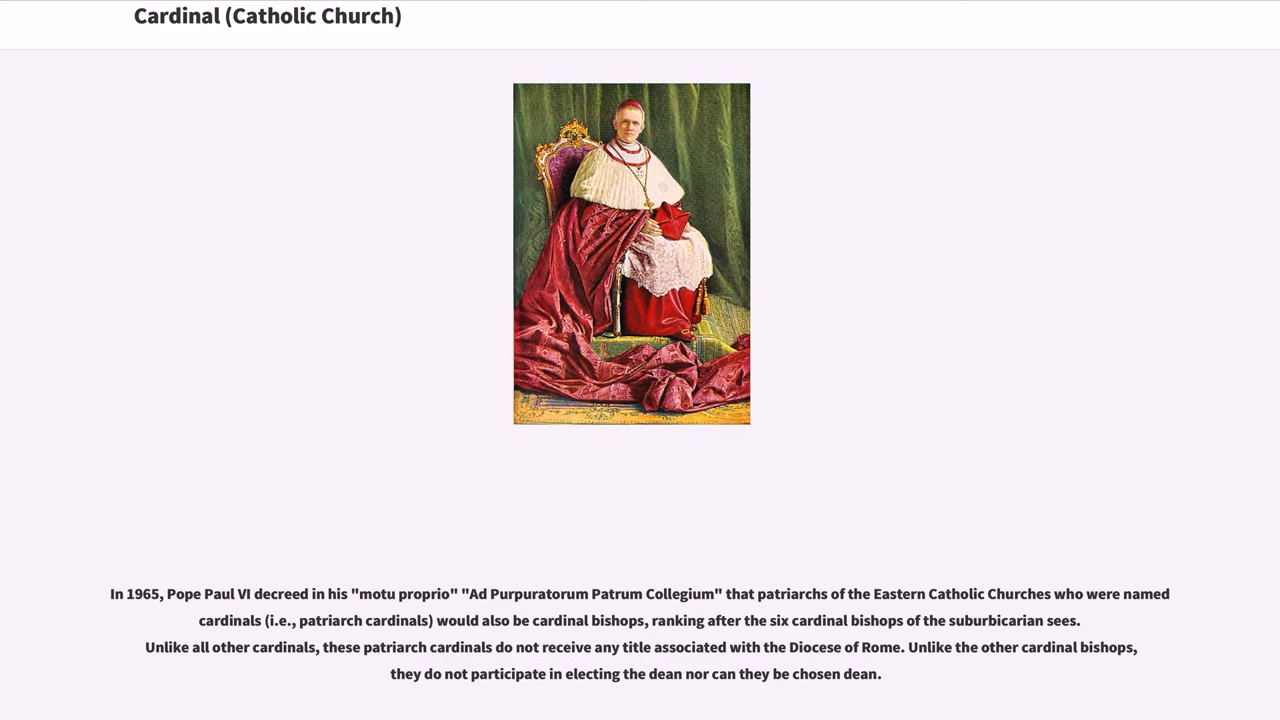 Cardinal (Catholic Church)
In 1965, Pope Paul VI decreed in his "motu proprio" "Ad Purpuratorum Patrum Collegium" that patriarchs of the Eastern Catholic Churches who were named
cardinals (i.e., patriarch cardinals) would also be cardinal bishops, ranking after the six cardinal bishops of the suburbicarian sees.
Unlike all other cardinals, these patriarch cardinals do not receive any title associated with the Diocese of Rome. Unlike the other cardinal bishops,
they do not participate in electing the dean nor can they be chosen dean.